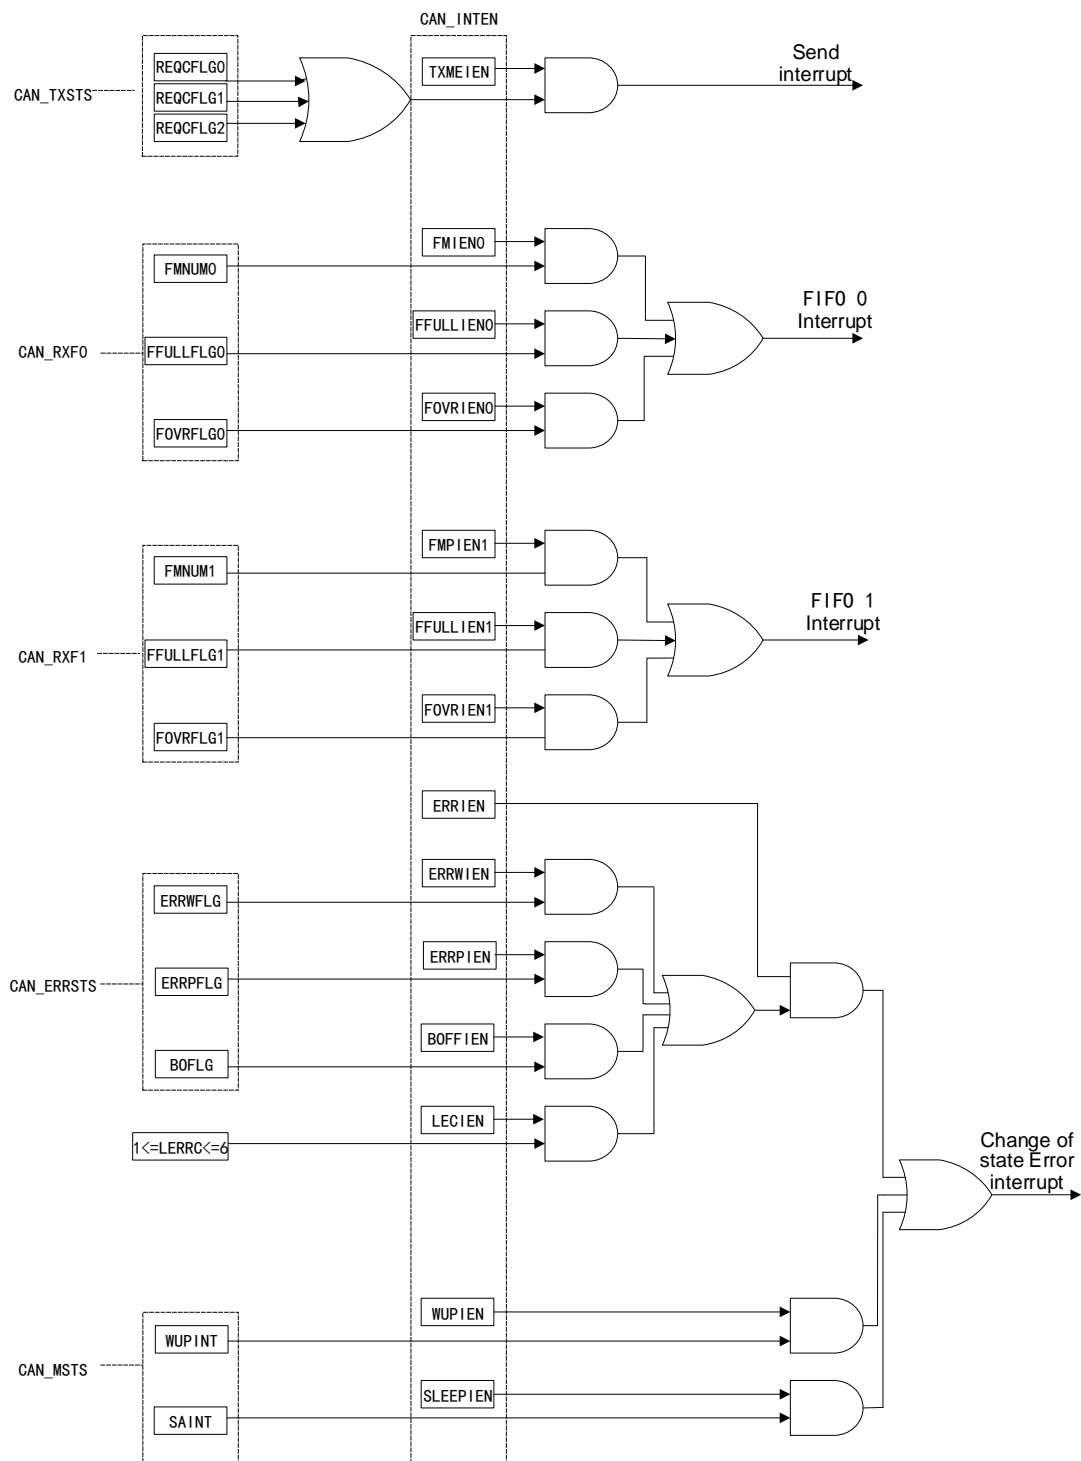 CAN_INTEN
CAN_TXSTS
REQCFLG0
REQCFLG1
REQCFLG2
TXMEIEN
Send
interrupt
CAN_RXF0
FMNUM0
FFULLFLG0
FOVRFLG0
FMIEN0
FFULLIEN0
FOVRIEN0
FIFO 0
Interrupt
CAN_RXF1
FMNUM1
FFULLFLG1
FOVRFLG1
FMPIEN1
FFULLIEN1
FOVRIEN1
FIFO 1
Interrupt
ERRIEN
CAN_ERRSTS
ERRWFLG
ERRPFLG
BOFLG
1<=LERRC<=6
ERRWIEN
ERRPIEN
BOFFIEN
LECIEN
Change of
state Error
interrupt
CAN_MSTS
WUPINT
SAINT
WUPIEN
SLEEPIEN